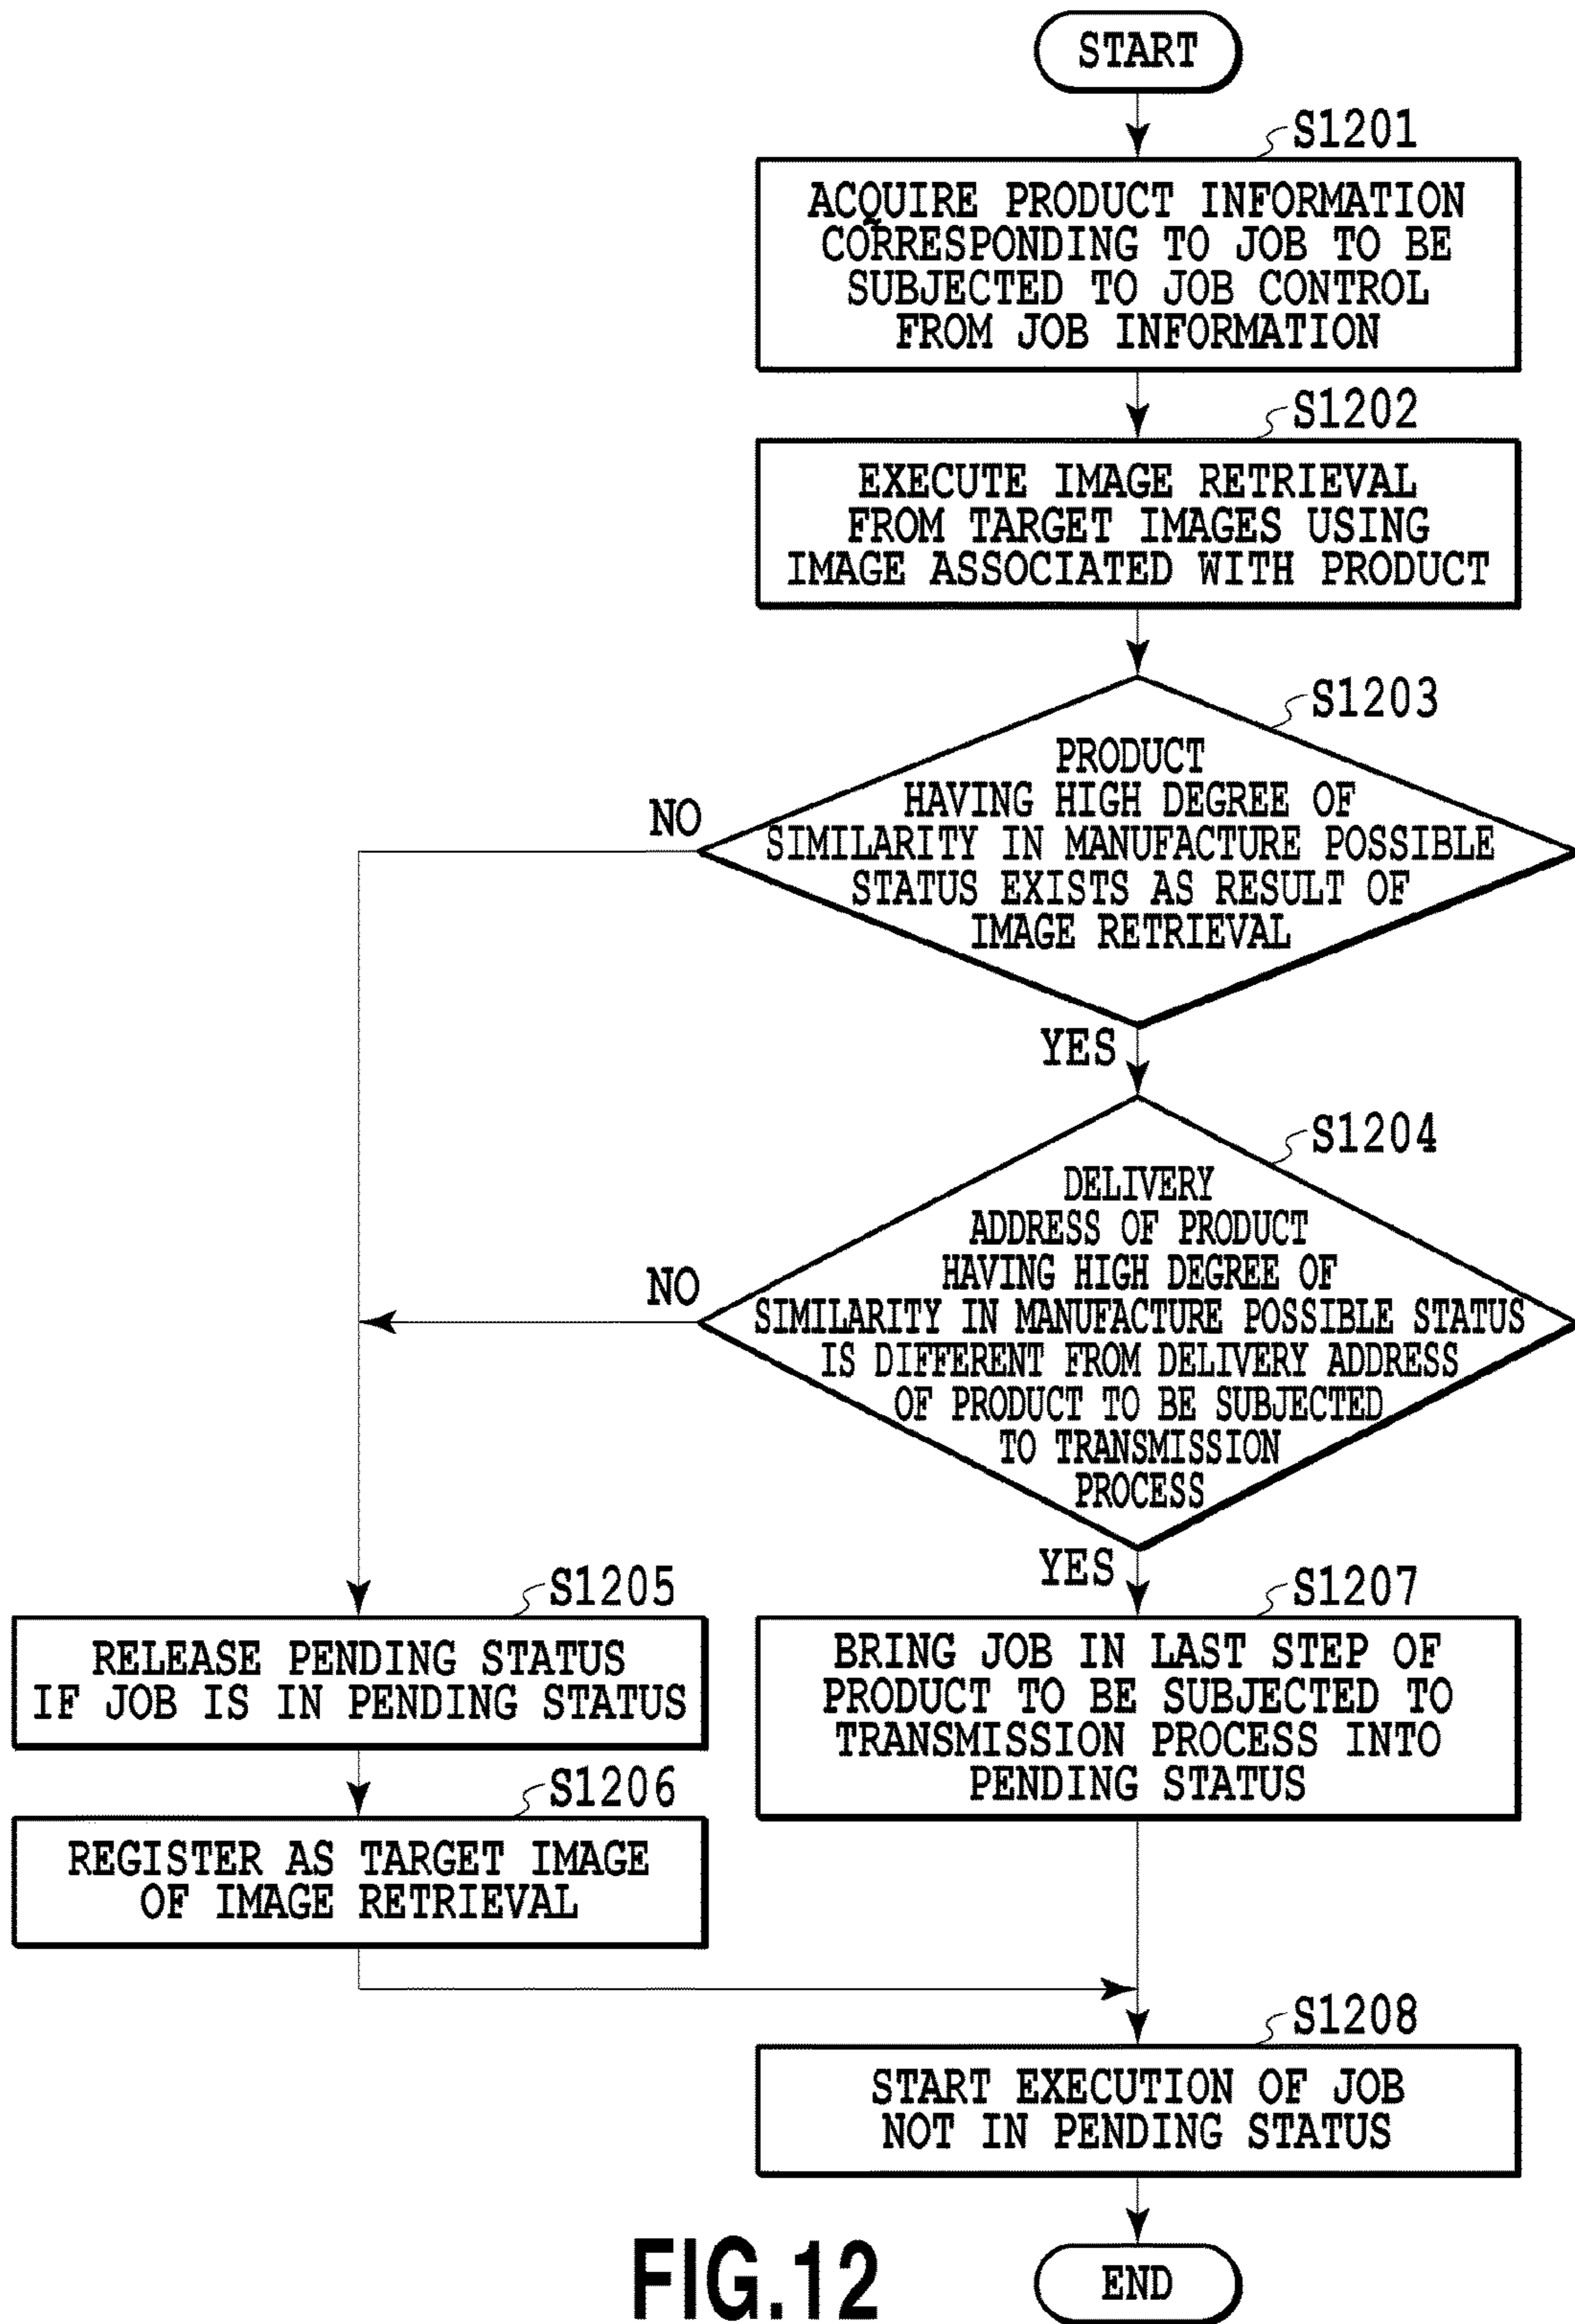 START
S1201
ACQUIRE PRODUCT INFORMATION
CORRESPONDING TO JOB TO BE
SUBJECTED TO JOB CONTROL
FROM JOB INFORMATION
S1202
EXECUTE IMAGE RETRIEVAL
FROM TARGET IMAGES USING
IMAGE ASSOCIATED WITH PRODUCT
S1203
PRODUCT
HAVING HIGH DEGREE OF
SIMILARITY IN MANUFACTURE POSSIBLE
STATUS EXISTS AS RESULT OF
IMAGE RETRIEVAL
NO
YES
S1204
DELIVERY
ADDRESS OF PRODUCT
HAVING HIGH DEGREE OF
SIMILARITY IN MANUFACTURE POSSIBLE STATUS
IS DIFFERENT FROM DELIVERY ADDRESS
OF PRODUCT TO BE SUBJECTED
TO TRANSMISSION
PROCESS
NO
YES
S1205
RELEASE PENDING STATUS
IF JOB IS IN PENDING STATUS
S1206
REGISTER AS TARGET IMAGE
OF IMAGE RETRIEVAL
S1207
BRING JOB IN LAST STEP OF
PRODUCT TO BE SUBJECTED TO
TRANSMISSION PROCESS INTO
PENDING STATUS
S1208
START EXECUTION OF JOB
NOT IN PENDING STATUS
END
FIG.12